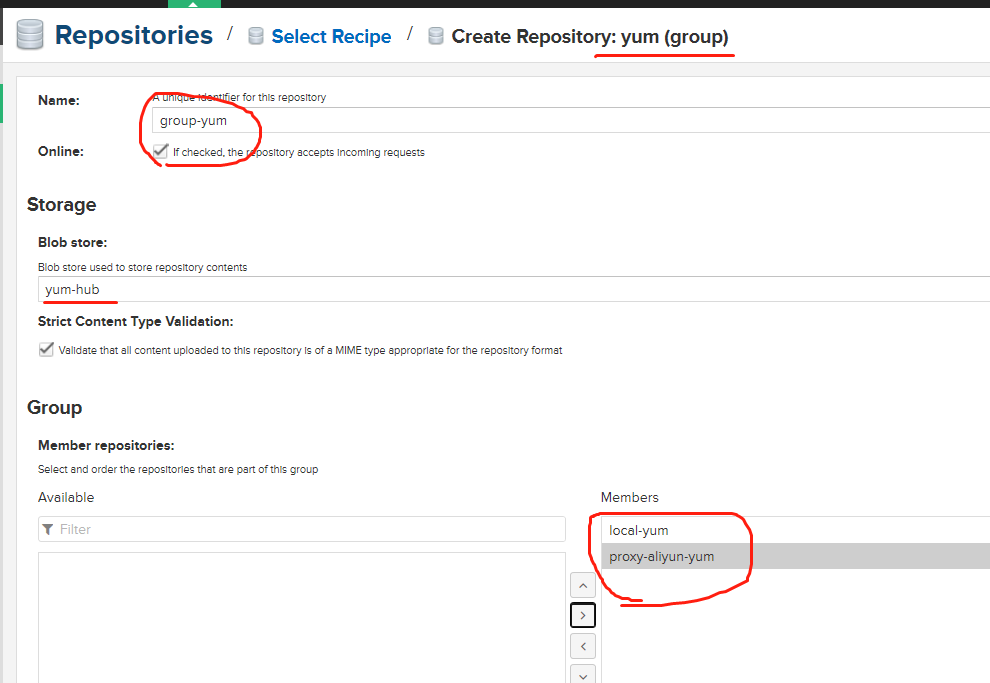 Repositories / Select Recipe / Create Repository: yum (group)
Name:
A unique identifier for this repository
group-yum
Online:
If checked, the repository accepts incoming requests
Storage
Blob store:
Blob store used to store repository contents
yum-hub
Strict Content Type Validation:
Validate that all content uploaded to this repository is of a MIME type appropriate for the repository format
Group
Member repositories:
Select and order the repositories that are part of this group
Available
Filter
Members
local-yum
proxy-aliyun-yum